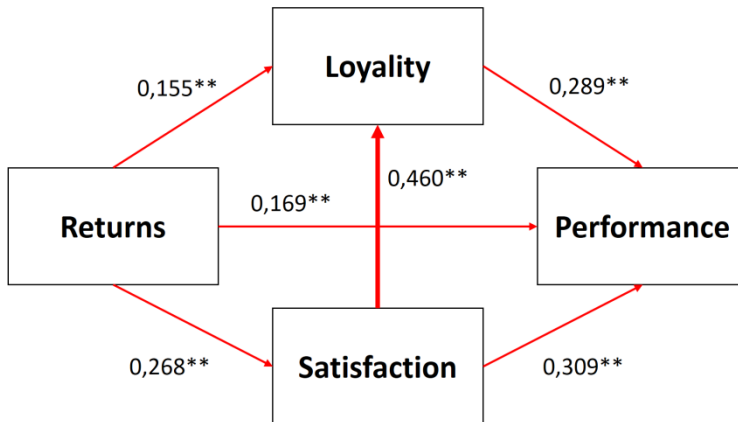 Loyality
0,155**
0,289**
0,460**
0,169**
Returns
Performance
0,268**
Satisfaction
0,309**